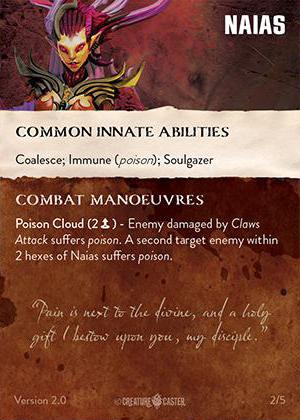 NAIAS
COMMON INNATE ABILITIES
Coalesce; Immune (poison); Soulgazer
COMBAT MANOEUVRES
Poison Cloud (2) - Enemy damaged by Claws
Attack suffers poison. A second target enemy within
2 hexes of Naias suffers poison.
"Pain is next to the divine, and a holy
gift I bestow upon you, my disciple."
Version 2.0
© CREATURE CASTER
2/5